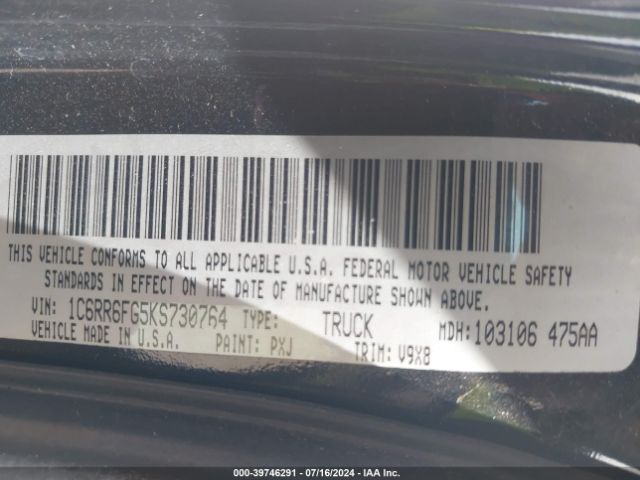 THIS VEHICLE CONFORMS TO ALL APPLICABLE U.S.A. FEDERAL MOTOR VEHICLE SAFETY
STANDARDS IN EFFECT ON THE DATE OF MANUFACTURE SHOWN ABOVE.
VIN: 1C6RR6FG5KS730764 TYPE: TRUCK MDH:103106 475AA
VEHICLE MADE IN U.S.A. PAINT: PXJ TRIM: V9X8
000-39746291 - 07/16/2024 - IAA Inc.